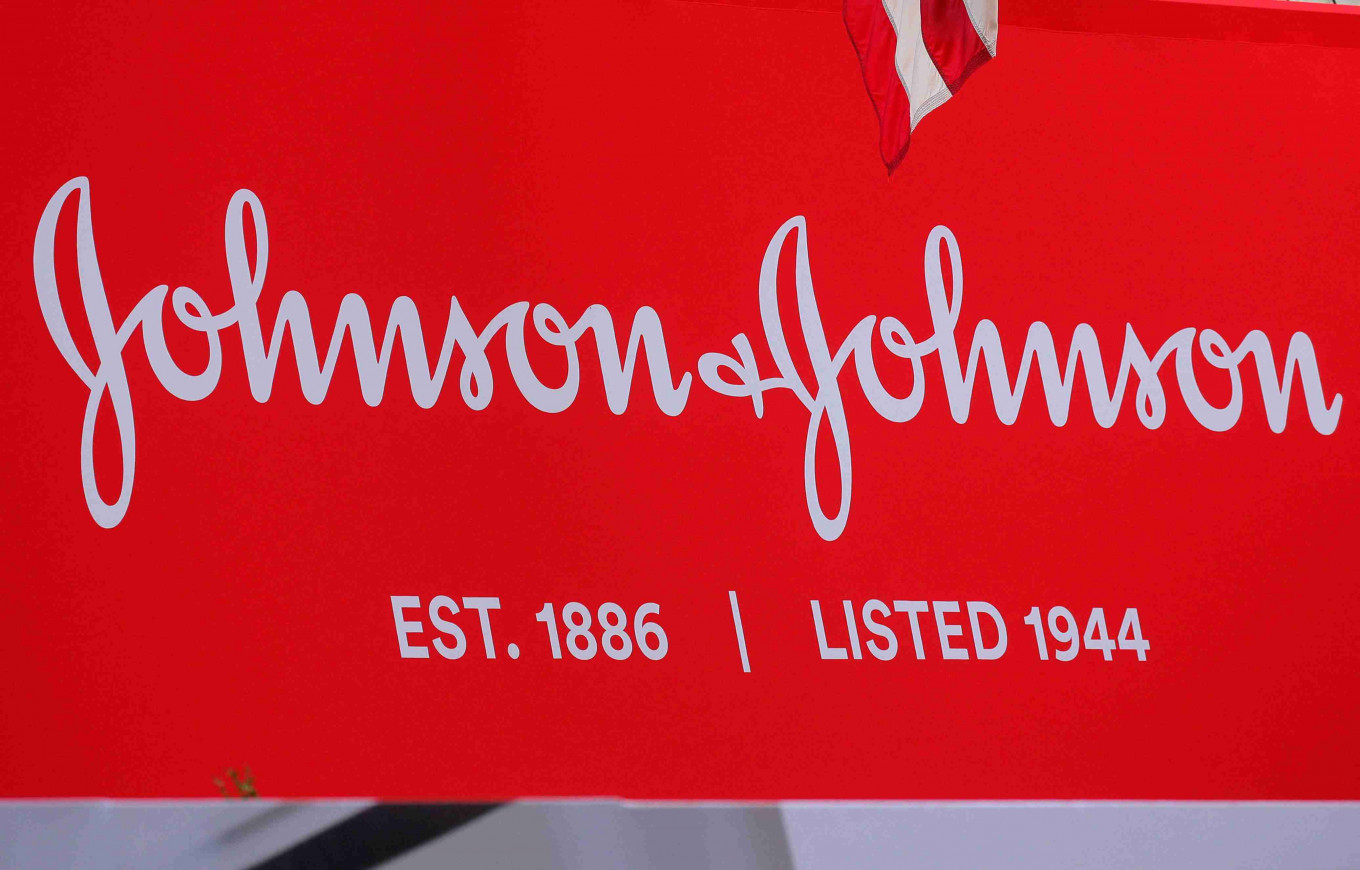 Johnson&Johnson
EST. 1886 | LISTED 1944